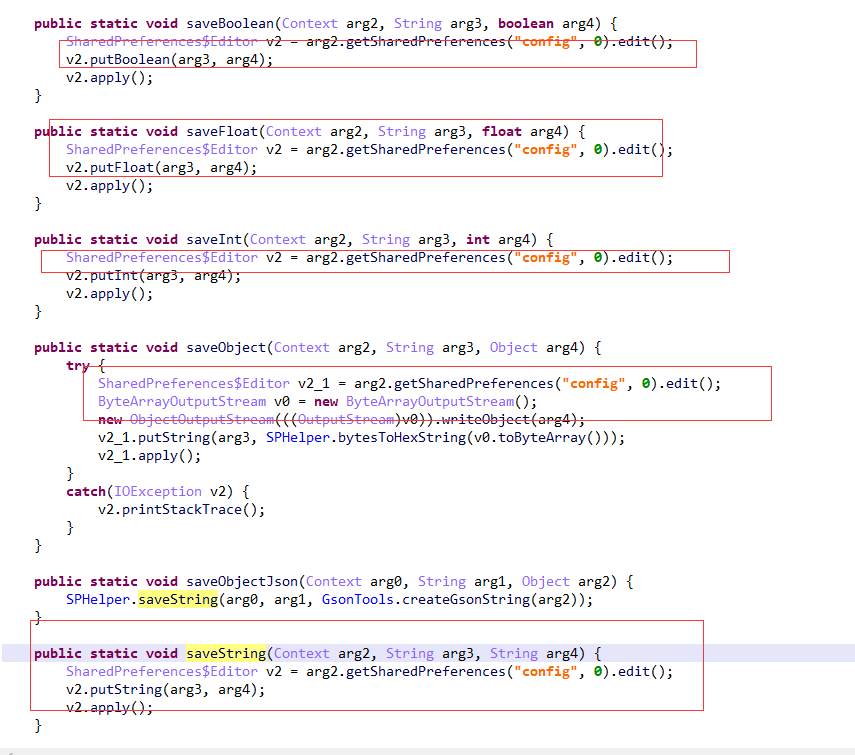 public static void saveBoolean(Context arg2, String arg3, boolean arg4) {
    SharedPreferences$Editor v2 = arg2.getSharedPreferences("config", 0).edit();
    v2.putBoolean(arg3, arg4);
    v2.apply();
}
public static void saveFloat(Context arg2, String arg3, float arg4) {
    SharedPreferences$Editor v2 = arg2.getSharedPreferences("config", 0).edit();
    v2.putFloat(arg3, arg4);
    v2.apply();
}
public static void saveInt(Context arg2, String arg3, int arg4) {
    SharedPreferences$Editor v2 = arg2.getSharedPreferences("config", 0).edit();
    v2.putInt(arg3, arg4);
    v2.apply();
}
public static void saveObject(Context arg2, String arg3, Object arg4) {
    try {
        SharedPreferences$Editor v2_1 = arg2.getSharedPreferences("config", 0).edit();
        ByteArrayOutputStream v0 = new ByteArrayOutputStream();
        new ObjectOutputStream(((OutputStream)v0)).writeObject(arg4);
        v2_1.putString(arg3, SPHelper.bytesToHexString(v0.toByteArray()));
        v2_1.apply();
    }
    catch(IOException v2) {
        v2.printStackTrace();
    }
}
public static void saveObjectJson(Context arg0, String arg1, Object arg2) {
    SPHelper.saveString(arg0, arg1, GsonTools.createGsonString(arg2));
}
public static void saveString(Context arg2, String arg3, String arg4) {
    SharedPreferences$Editor v2 = arg2.getSharedPreferences("config", 0).edit();
    v2.putString(arg3, arg4);
    v2.apply();
}